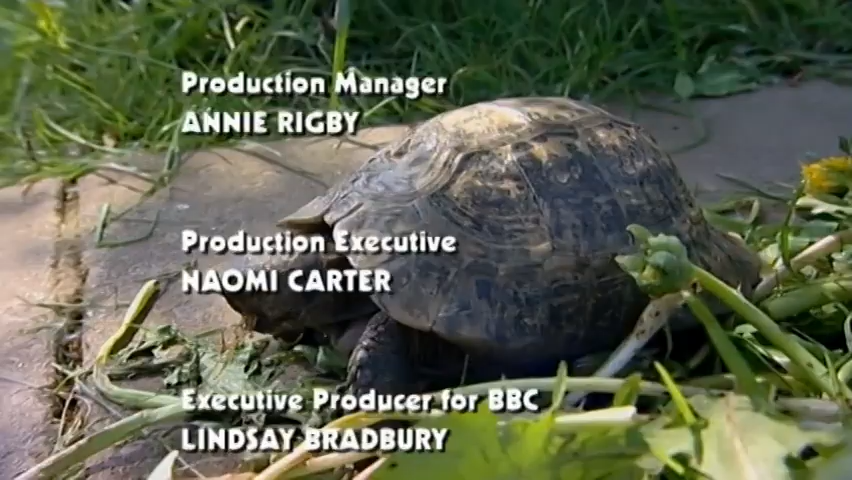 Production Manager
ANNIE RIGBY
Production Executive
NAOMI CARTER
Executive Producer for BBC
LINDSAY BRADBURY